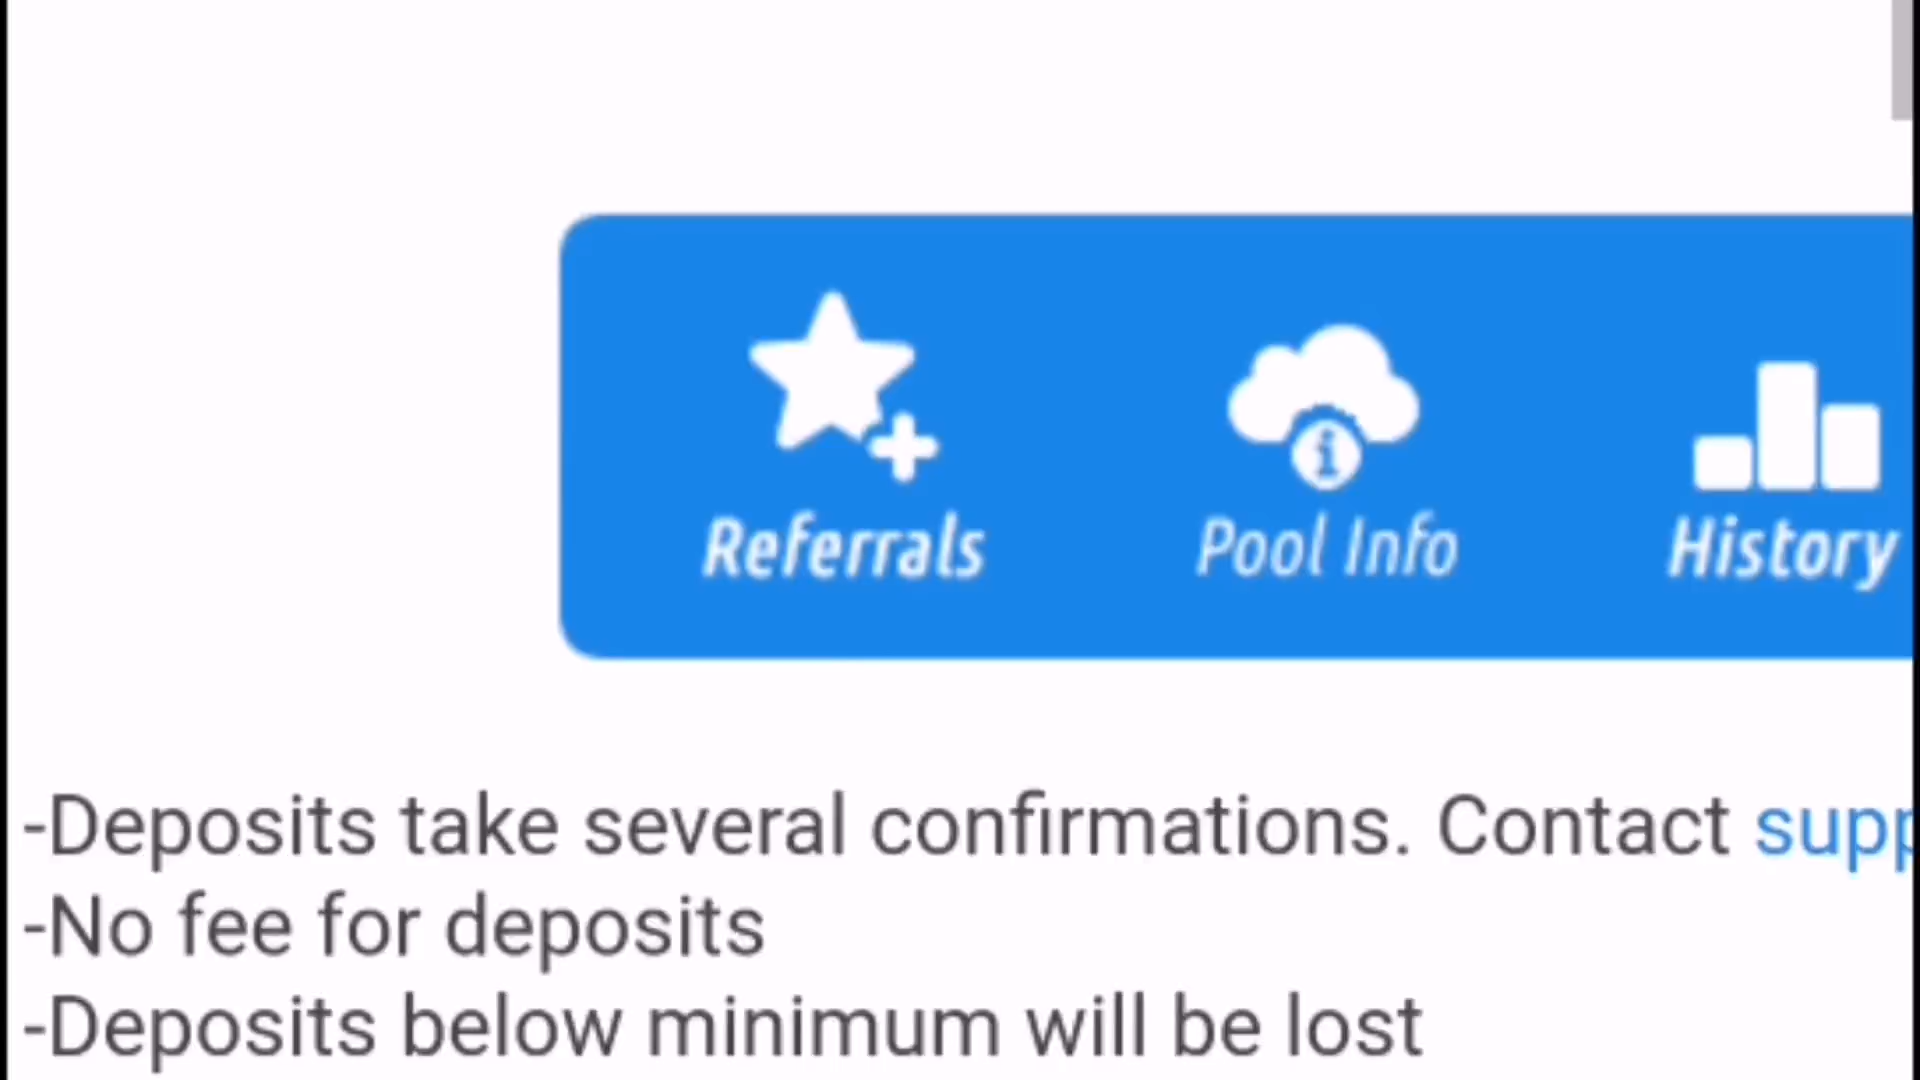 Referrals Pool Info History
-Deposits take several confirmations. Contact
-No fee for deposits
-Deposits below minimum will be lost